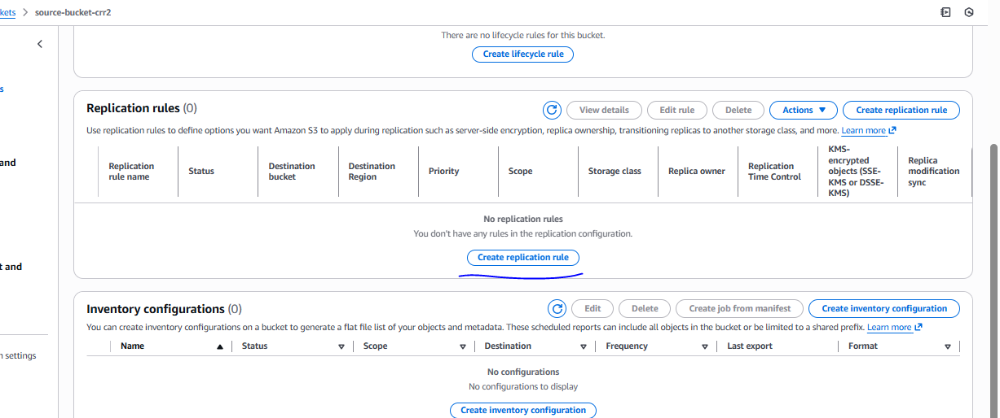 kets > source-bucket-crr2
There are no lifecycle rules for this bucket.
Create lifecycle rule
s
and
t and
n settings
Replication rules (0)
View details
Edit rule
Delete
Actions
Create replication rule
Use replication rules to define options you want Amazon S3 to apply during replication such as server-side encryption, replica ownership, transitioning replicas to another storage class, and more. Learn more
Replication rule name
Status
Destination bucket
Destination Region
Priority
Scope
Storage class
Replica owner
Replication Time Control
KMS-encrypted objects (SSE-KMS or DSSE-KMS)
Replica modification sync
No replication rules
You don't have any rules in the replication configuration.
Create replication rule
Inventory configurations (0)
Edit
Delete
Create job from manifest
Create inventory configuration
You can create inventory configurations on a bucket to generate a flat file list of your objects and metadata. These scheduled reports can include all objects in the bucket or be limited to a shared prefix. Learn more
Name
Status
Scope
Destination
Frequency
Last export
Format
No configurations
No configurations to display
Create inventory configuration